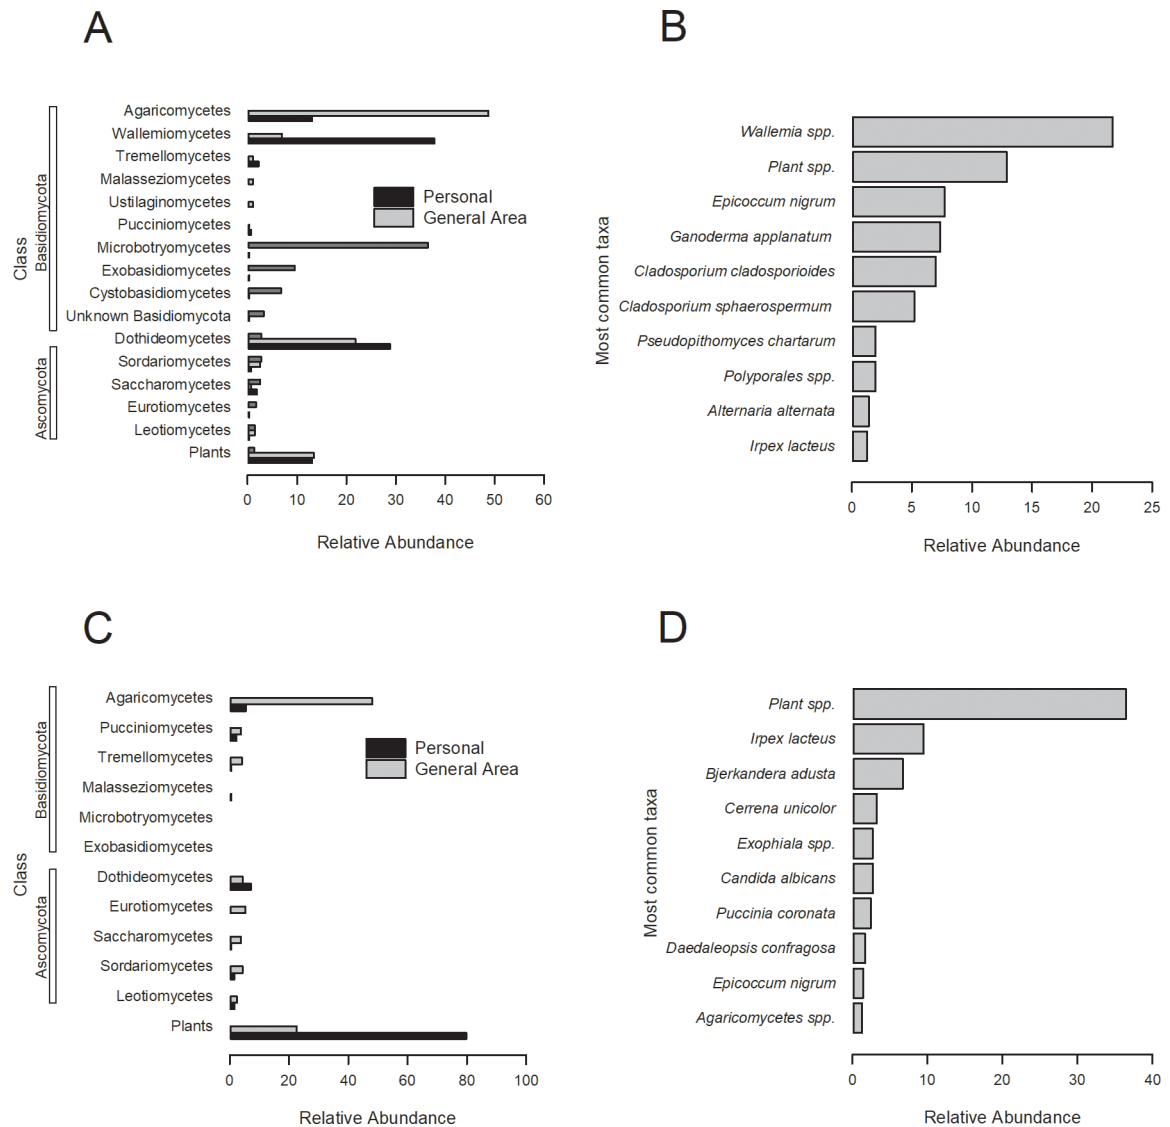 A
Class
Basidiomycota
Ascomycota
Agaricomycetes
Wallemiomycetes
Tremellomycetes
Malasseziomycetes
Ustilaginomycetes
Pucciniomycetes
Microbotryomycetes
Exobasidiomycetes
Cystobasidiomycetes
Unknown Basidiomycota
Dothideomycetes
Sordariomycetes
Saccharomycetes
Eurotiomycetes
Leotiomycetes
Plants
Personal
General Area
0 10 20 30 40 50 60
Relative Abundance
B
Most common taxa
Wallemia spp.
Plant spp.
Epicoccum nigrum
Ganoderma applanatum
Cladosporium cladosporioides
Cladosporium sphaerospermum
Pseudopithomyces chartarum
Polyporales spp.
Alternaria alternata
Irpex lacteus
0 5 10 15 20 25
Relative Abundance
C
Class
Basidiomycota
Ascomycota
Agaricomycetes
Pucciniomycetes
Tremellomycetes
Malasseziomycetes
Microbotryomycetes
Exobasidiomycetes
Dothideomycetes
Eurotiomycetes
Saccharomycetes
Sordariomycetes
Leotiomycetes
Plants
Personal
General Area
0 20 40 60 80 100
Relative Abundance
D
Most common taxa
Plant spp.
Irpex lacteus
Bjerkandera adusta
Cerrena unicolor
Exophiala spp.
Candida albicans
Puccinia coronata
Daedaleopsis confragosa
Epicoccum nigrum
Agaricomycetes spp.
0 10 20 30 40
Relative Abundance